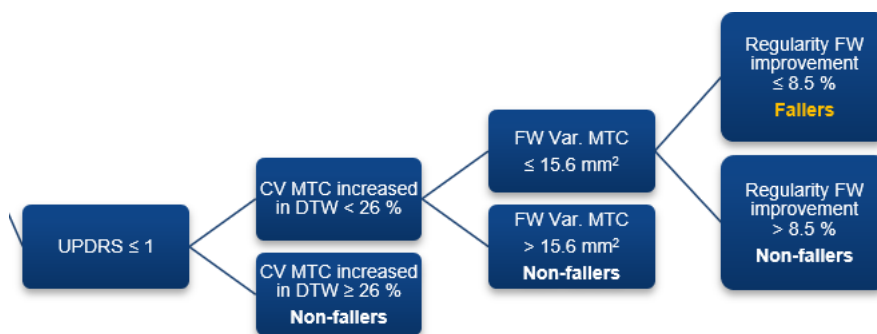 UPDRS ≤ 1
CV MTC increased
in DTW < 26 %
CV MTC increased
in DTW ≥ 26 %
Non-fallers
FW Var. MTC
≤ 15.6 mm²
FW Var. MTC
> 15.6 mm²
Non-fallers
Regularity FW
improvement
≤ 8.5 %
Fallers
Regularity FW
improvement
> 8.5 %
Non-fallers